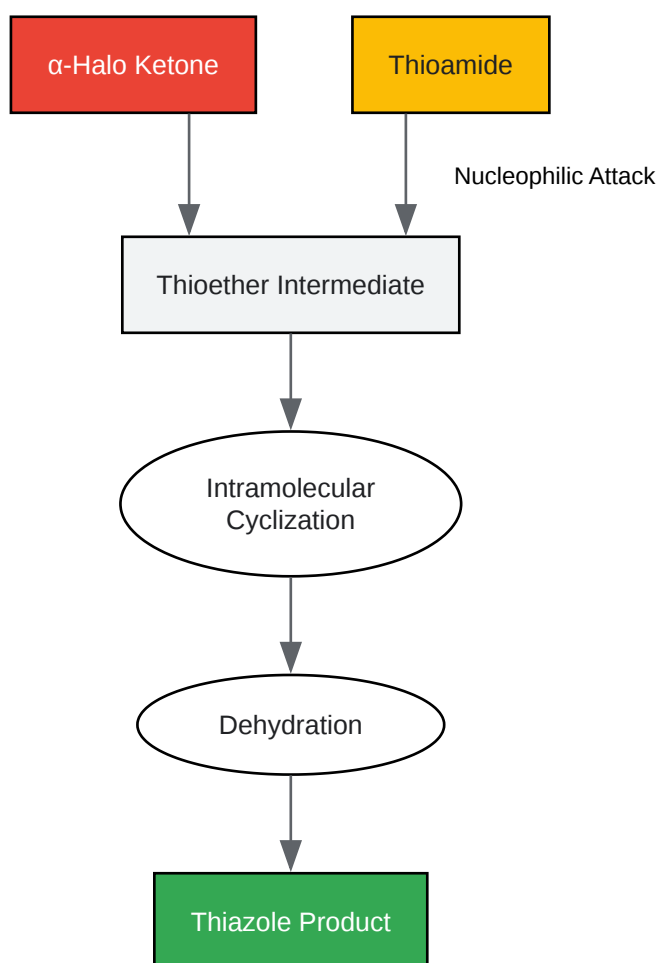 α-Halo Ketone
Thioamide
Nucleophilic Attack
Thioether Intermediate
Intramolecular
Cyclization
Dehydration
Thiazole Product